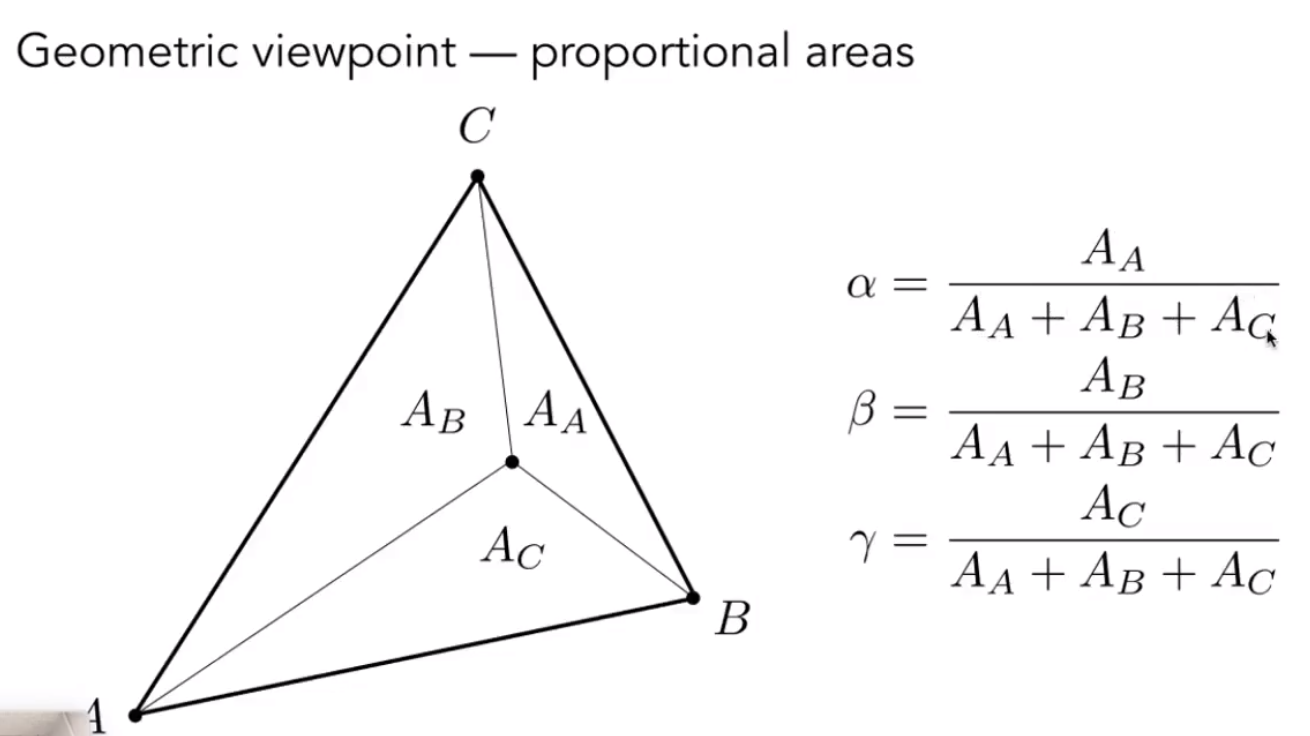 Geometric viewpoint — proportional areas
C
α = A_A / (A_A + A_B + A_C)
A_B A_A
β = A_B / (A_A + A_B + A_C)
A_C
γ = A_C / (A_A + A_B + A_C)
B
A